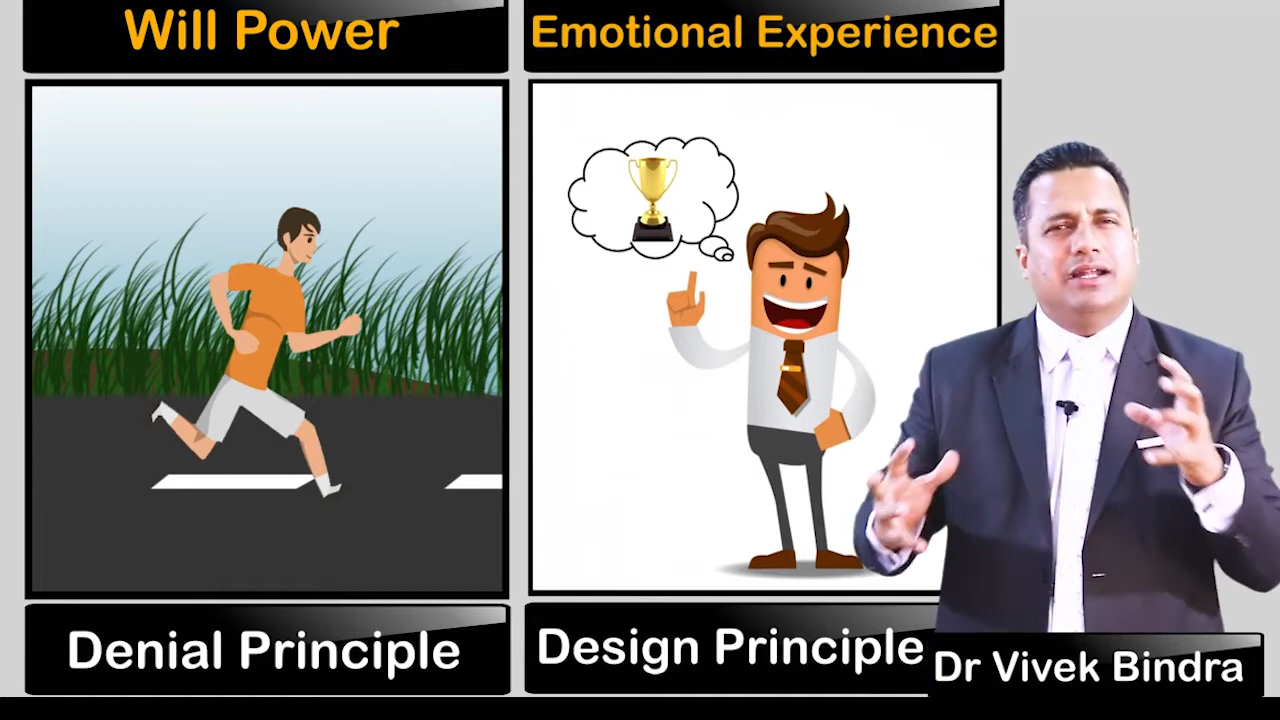 Will Power
Emotional Experience
Denial Principle
Design Principle
Dr Vivek Bindra